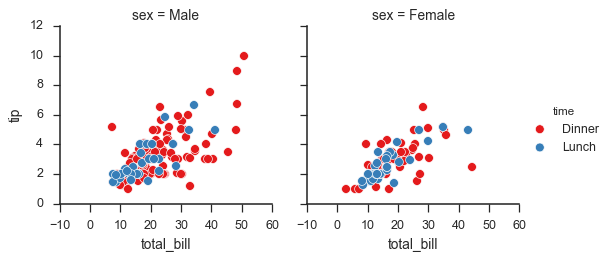 sex = Male
sex = Female
12
10
8
6
4
2
0
tip
−10 0 10 20 30 40 50 60
−10 0 10 20 30 40 50 60
total_bill
total_bill
time
Dinner
Lunch